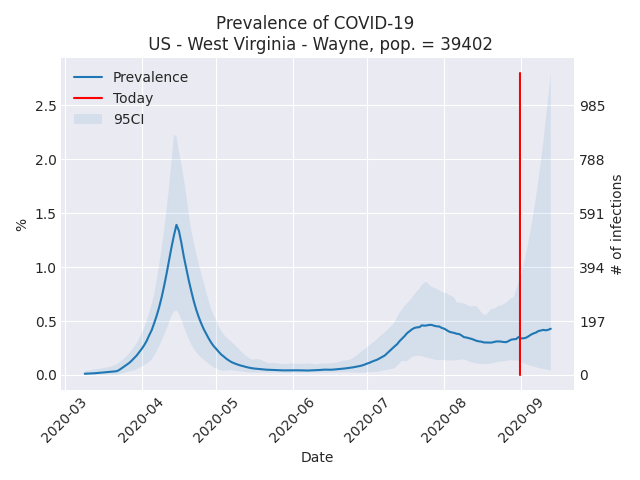 Prevalence of COVID-19
US - West Virginia - Wayne, pop. = 39402
Prevalence
Today
95CI
2.5
2.0
1.5
1.0
0.5
0.0
%
985
788
591
394
197
0
# of infections
2020-03
2020-04
2020-05
2020-06
2020-07
2020-08
2020-09
Date